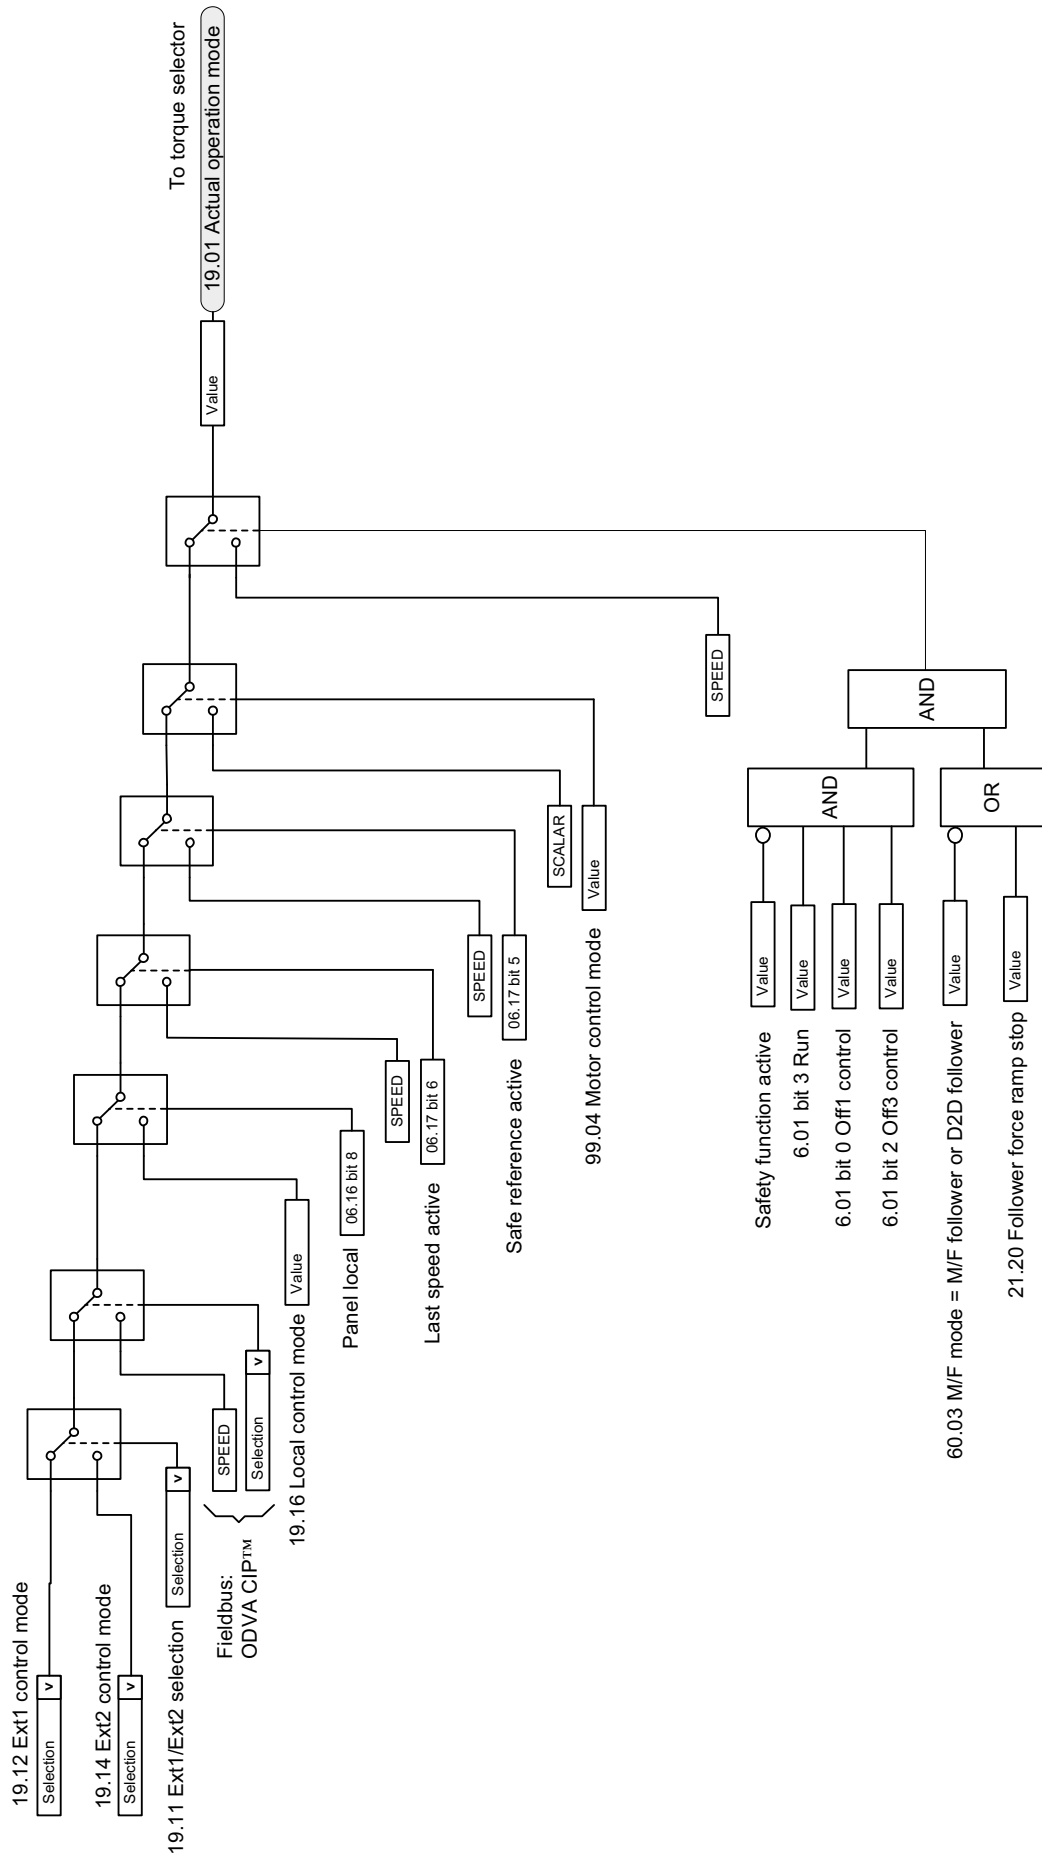 19.12 Ext1 control mode
Selection
v
19.14 Ext2 control mode
Selection
v
19.11 Ext1/Ext2 selection
Selection
v
Fieldbus:
ODVA CIP™
SPEED
Selection
v
19.16 Local control mode
Value
Panel local
06.16 bit 8
SPEED
Last speed active
06.17 bit 6
SPEED
Safe reference active
06.17 bit 5
SCALAR
99.04 Motor control mode
Value
SPEED
Value
To torque selector
19.01 Actual operation mode
Safety function active
Value
6.01 bit 3 Run
Value
6.01 bit 0 Off1 control
Value
6.01 bit 2 Off3 control
Value
AND
60.03 M/F mode = M/F follower or D2D follower
Value
21.20 Follower force ramp stop
Value
OR
AND